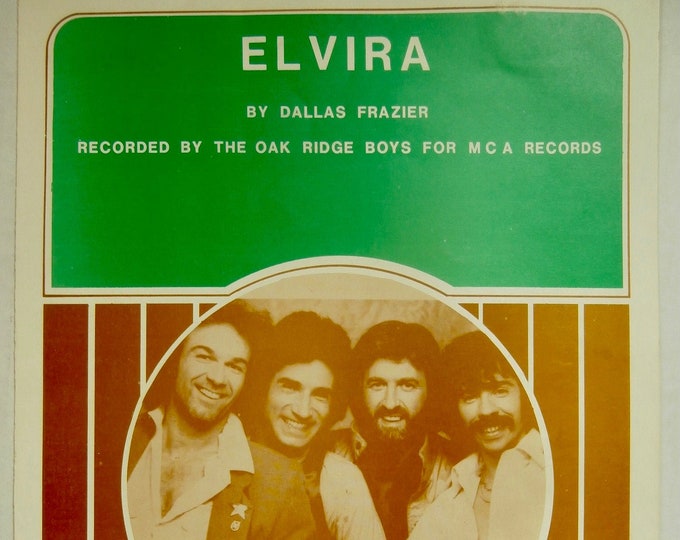 ELVIRA
BY DALLAS FRAZIER
RECORDED BY THE OAK RIDGE BOYS FOR M C A RECORDS